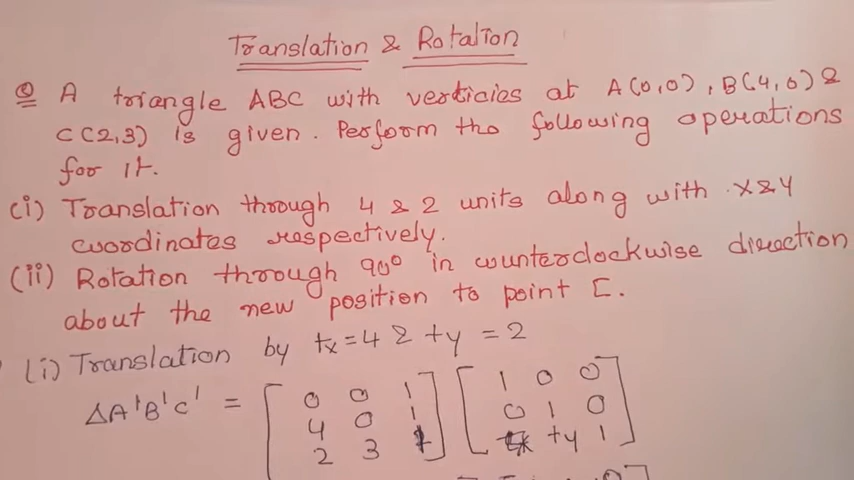 Translation & Rotation
Q A triangle ABC with verticies at A(0,0), B(4,0) &
C(2,3) is given. Perform the following operations
for it.
(i) Translation through 4 & 2 units along with X & Y
coordinates respectively.
(ii) Rotation through 90° in counterclockwise direction
about the new position to point C.
(i) Translation by tx=4 & ty=2
ΔA'B'C' = [ 0 0 1 ] [ 1 0 0 ]
4 0 1 0 1 0
2 3 1 tx ty 1
0